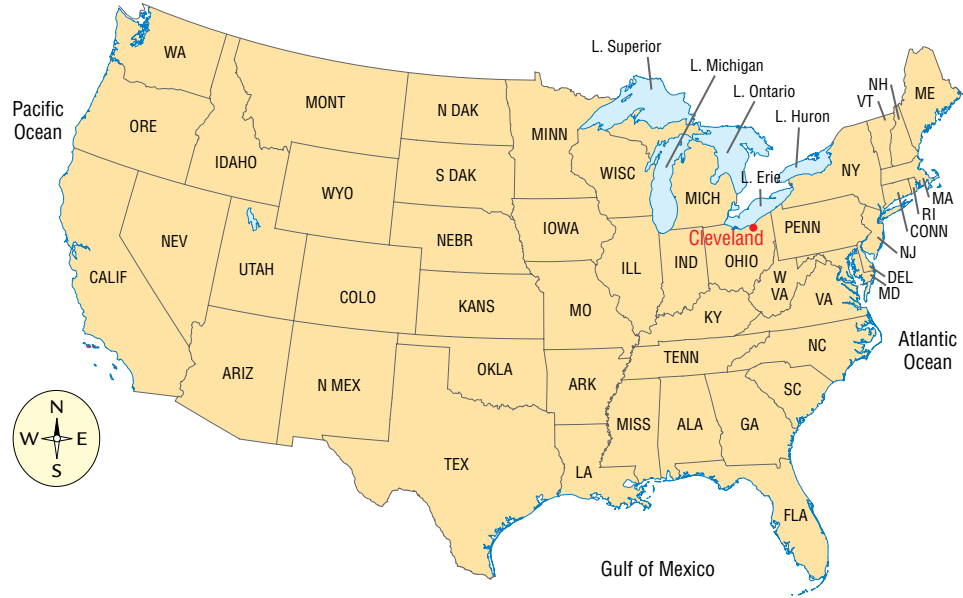 L. Superior
L. Michigan
L. Ontario
L. Huron
L. Erie
Pacific
Ocean
WA
MONT
N DAK
MINN
ORE
IDAHO
WYO
S DAK
WISC
MICH
NY
NH
VT
ME
MA
RI
CONN
NJ
DEL
MD
Cleveland
PENN
NEV
UTAH
COLO
NEBR
IOWA
ILL
IND
OHIO
W
VA
VA
CALIF
KANS
MO
KY
Atlantic
Ocean
ARIZ
N MEX
OKLA
ARK
TENN
NC
SC
TEX
LA
MISS
ALA
GA
FLA
Gulf of Mexico
N
W
E
S